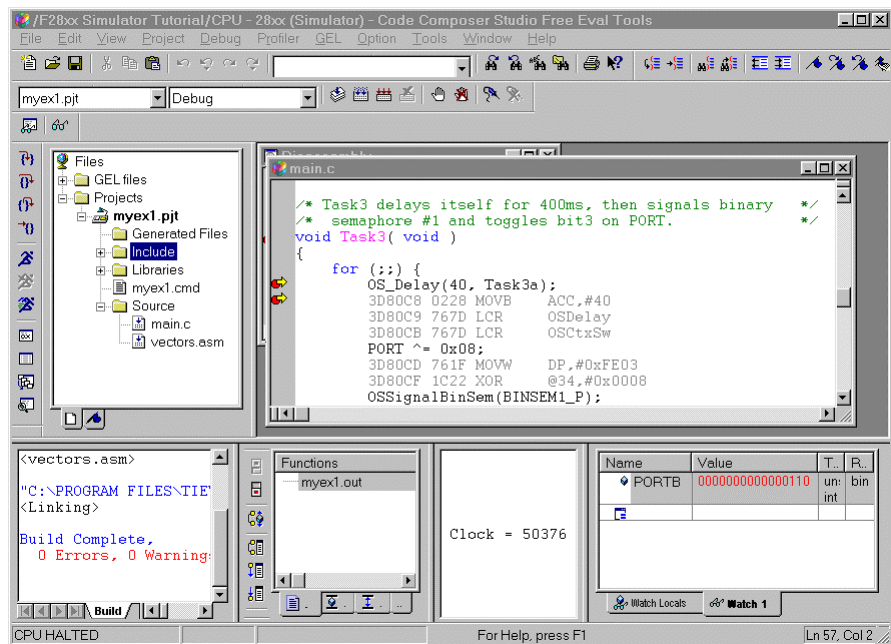 /F28xx Simulator Tutorial/CPU - 28xx (Simulator) - Code Composer Studio Free Eval Tools
File Edit View Project Debug Profiler GEL Option Tools Window Help
myex1.pjt Debug
Files
GEL files
Projects
myex1.pjt
Generated Files
Include
Libraries
myex1.cmd
Source
main.c
vectors.asm
main.c
/* Task3 delays itself for 400ms, then signals binary */
/* semaphore #1 and toggles bit3 on PORT. */
void Task3( void )
{
for (;;) {
OS_Delay(40, Task3a);
3D80C8 0228 MOVB ACC,#40
3D80C9 767D LCR OSDelay
3D80CB 767D LCR OSCtxSw
PORT ^= 0x08;
3D80CD 761F MOVW DP,#0xFE03
3D80CF 1C22 XOR @34,#0x0008
OSSignalBinSem(BINSEM1_P);
<vectors.asm>
"C:\PROGRAM FILES\TIE
<Linking>
Build Complete,
0 Errors, 0 Warning
Build
Functions
myex1.out
Clock = 50376
Name Value T.. R..
PORTB 0000000000000110 un: bin
int
Watch Locals Watch 1
CPU HALTED For Help, press F1 Ln 57, Col 2